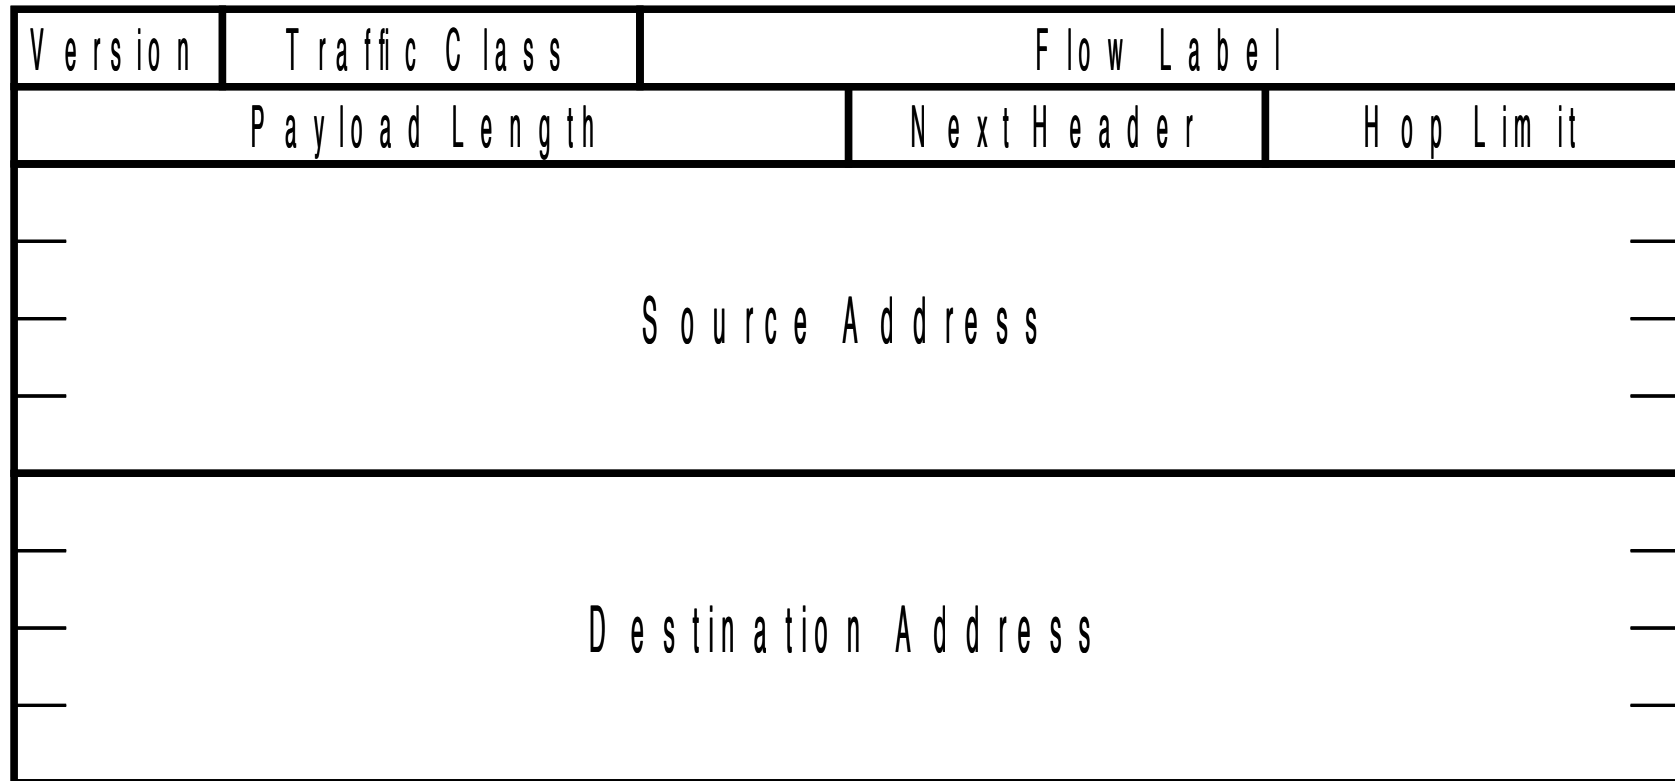 Version Traffic Class Flow Label
Payload Length Next Header Hop Limit
Source Address
Destination Address